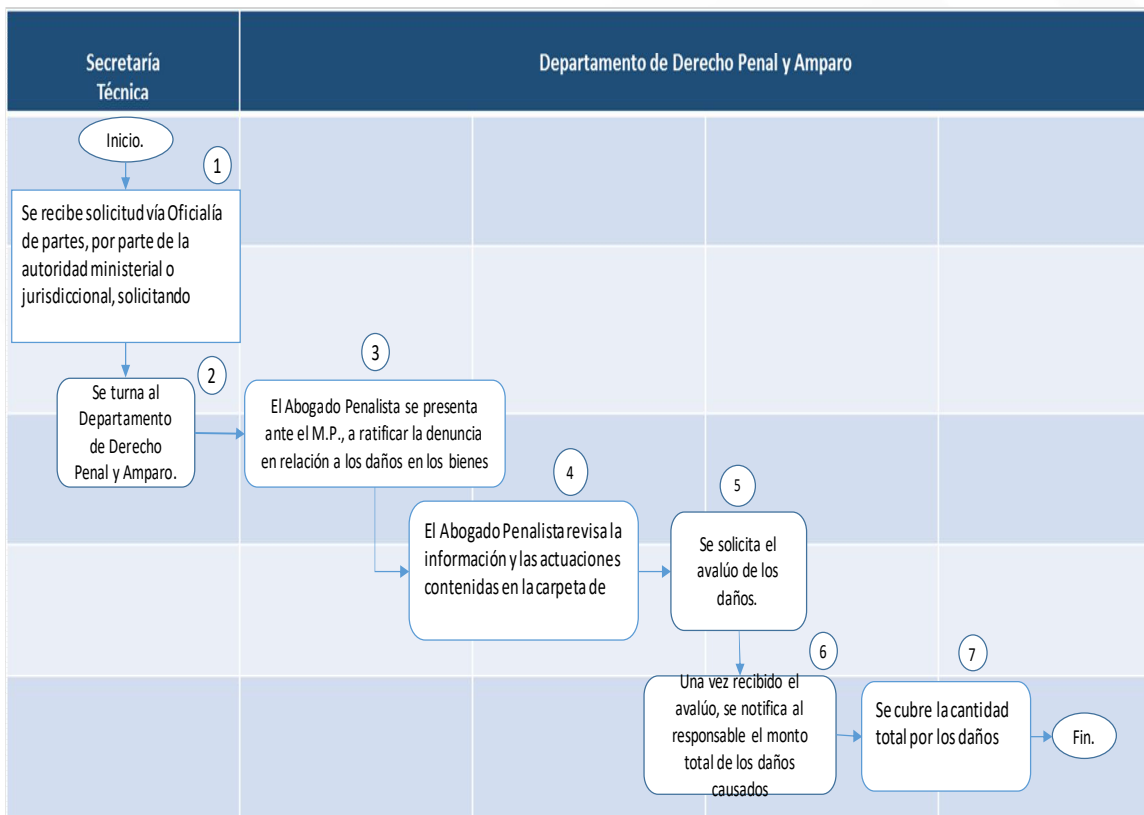 Secretaría
Técnica
Departamento de Derecho Penal y Amparo
Inicio.
1
Se recibe solicitud vía Oficialía
de partes, por parte de la
autoridad ministerial o
jurisdiccional, solicitando
2
Se turna al
Departamento
de Derecho
Penal y Amparo.
3
El Abogado Penalista se presenta
ante el M.P., a ratificar la denuncia
en relación a los daños en los bienes
4
El Abogado Penalista revisa la
información y las actuaciones
contenidas en la carpeta de
5
Se solicita el
avalúo de los
daños.
6
Una vez recibido el
avalúo, se notifica al
responsable el monto
total de los daños
causados
7
Se cubre la cantidad
total por los daños
Fin.